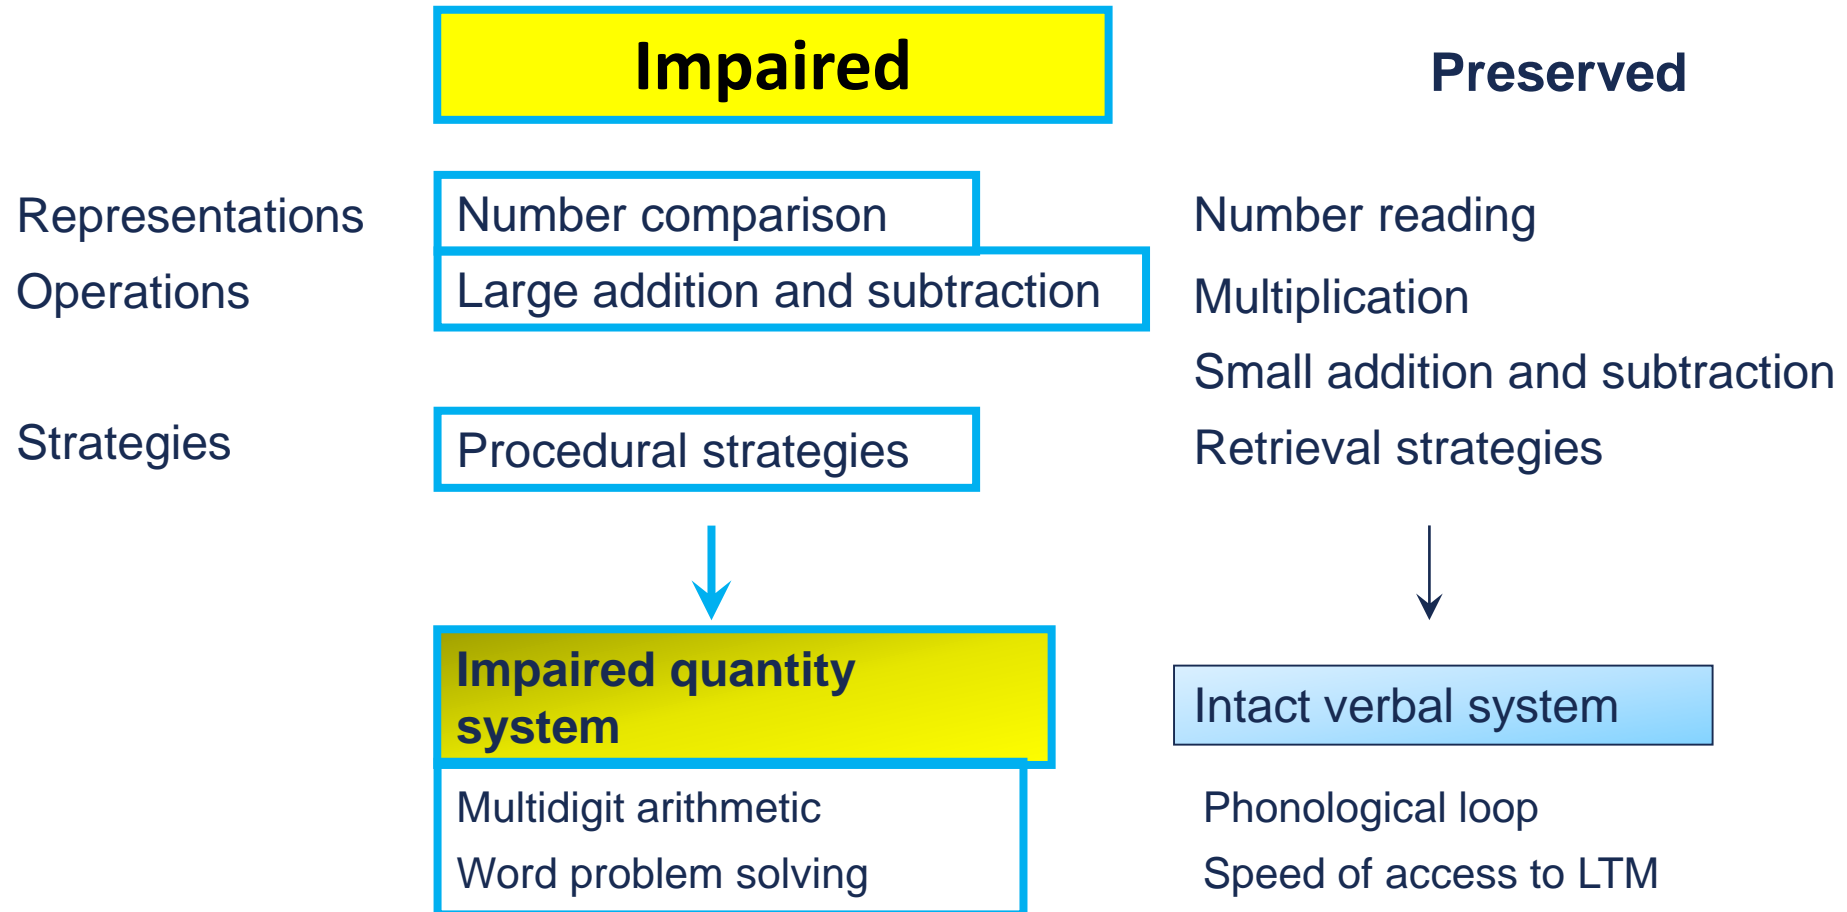 Impaired
Preserved
Representations
Number comparison
Number reading
Operations
Large addition and subtraction
Multiplication
Small addition and subtraction
Strategies
Procedural strategies
Retrieval strategies
Impaired quantity
system
Intact verbal system
Multidigit arithmetic
Phonological loop
Word problem solving
Speed of access to LTM